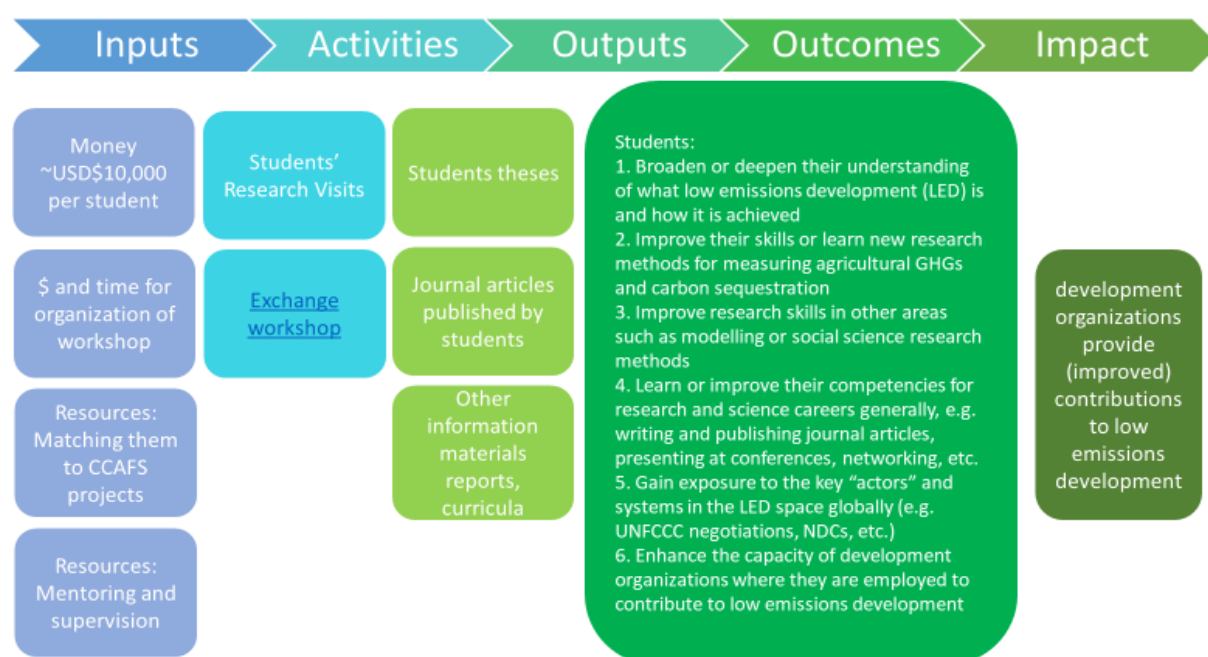 Inputs
Activities
Outputs
Outcomes
Impact
Money
~USD$10,000
per student
$ and time for
organization of
workshop
Resources:
Matching them
to CCAFS
projects
Resources:
Mentoring and
supervision
Students’
Research Visits
Exchange
workshop
Students theses
Journal articles
published by
students
Other
information
materials
reports,
curricula
Students:
1. Broaden or deepen their understanding
of what low emissions development (LED) is
and how it is achieved
2. Improve their skills or learn new research
methods for measuring agricultural GHGs
and carbon sequestration
3. Improve research skills in other areas
such as modelling or social science research
methods
4. Learn or improve their competencies for
research and science careers generally, e.g.
writing and publishing journal articles,
presenting at conferences, networking, etc.
5. Gain exposure to the key “actors” and
systems in the LED space globally (e.g.
UNFCCC negotiations, NDCs, etc.)
6. Enhance the capacity of development
organizations where they are employed to
contribute to low emissions development
development
organizations
provide
(improved)
contributions
to low
emissions
development